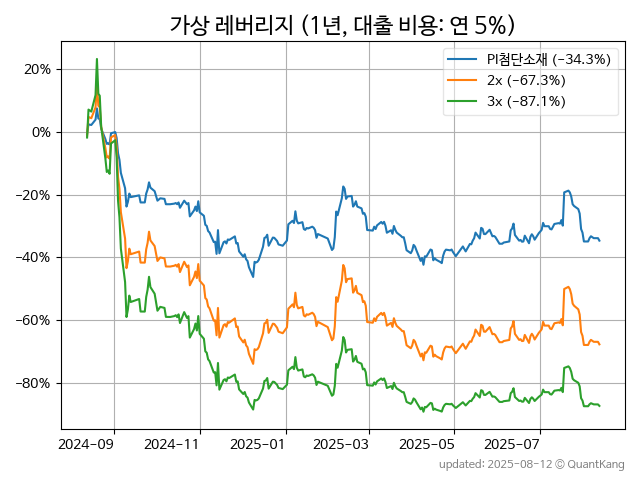 가상 레버리지 (1년, 대출 비용: 연 5%)
PI첨단소재 (−34.3%)
2x (−67.3%)
3x (−87.1%)
20%
0%
−20%
−40%
−60%
−80%
2024-09
2024-11
2025-01
2025-03
2025-05
2025-07
updated: 2025-08-12 © QuantKang